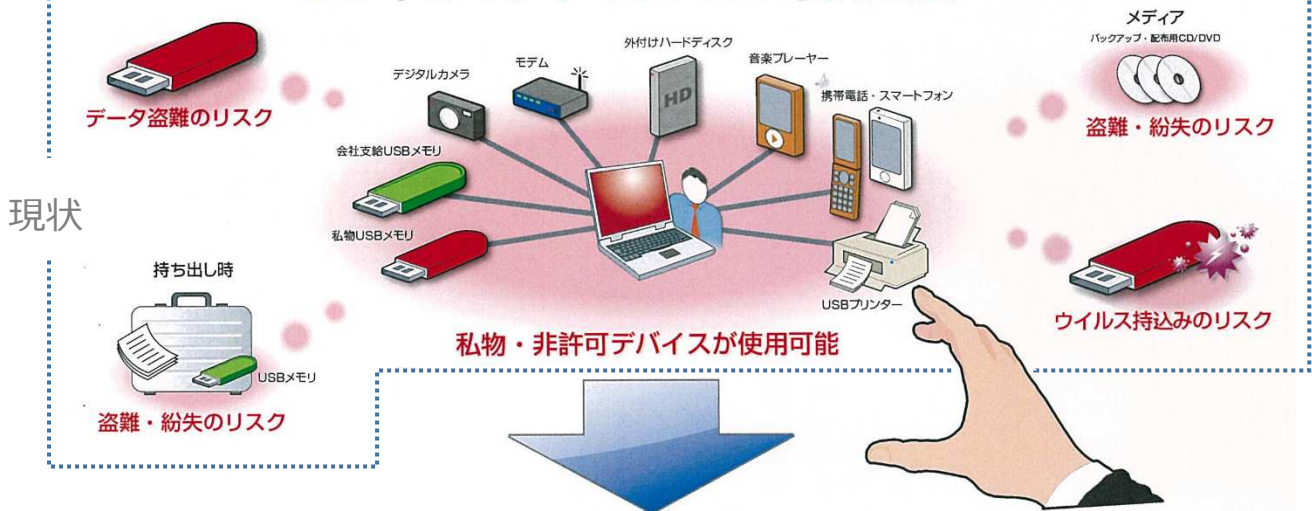 メディア
バックアップ・配布用CD/DVD
外付けハードディスク
モデム
音楽プレーヤー
デジタルカメラ
携帯電話・スマートフォン
データ盗難のリスク
盗難・紛失のリスク
会社支給USBメモリ
現状
私物USBメモリ
持ち出し時
HD
USBプリンター
ウイルス持込みのリスク
私物・非許可デバイスが使用可能
USBメモリ
盗難・紛失のリスク